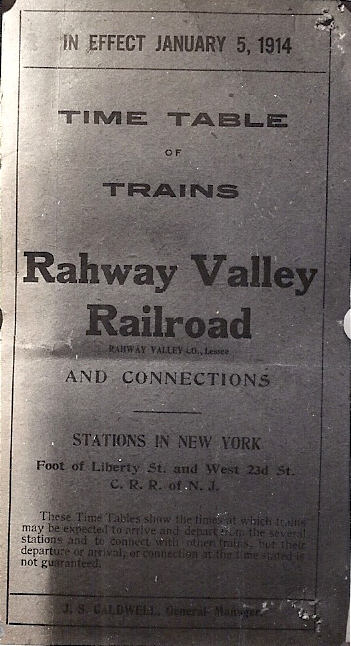 IN EFFECT JANUARY 5, 1914
TIME TABLE
OF
TRAINS
Rahway Valley
Railroad
RAHWAY VALLEY CO., Lessee
AND CONNECTIONS
STATIONS IN NEW YORK
Foot of Liberty St. and West 23d St.
C. R. R. of N. J.
These Time Tables show the times at which trains
may be expected to arrive and depart from the several
stations and to connect with other trains, but their
departure or arrival, or connection at the time stated is
not guaranteed.
J. S. CALDWELL, General Manager.